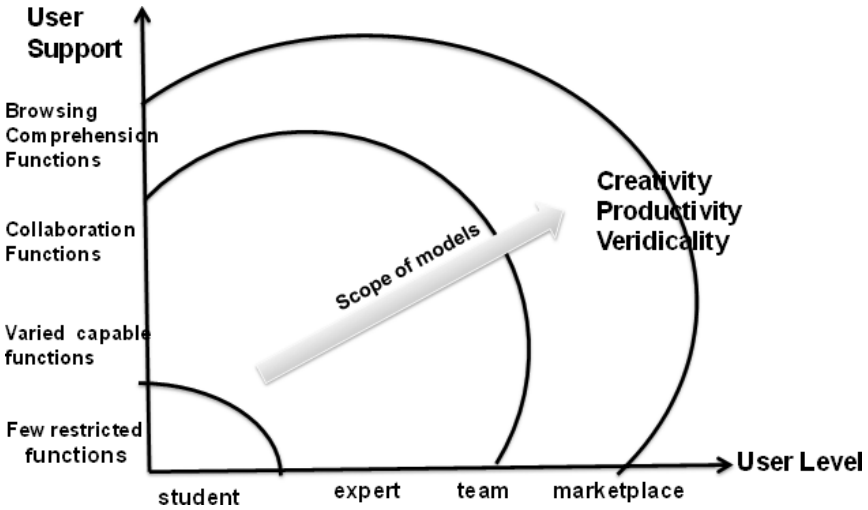 User
Support
Browsing
Comprehension
Functions
Collaboration
Functions
Varied capable
functions
Few restricted
functions
Scope of models
Creativity
Productivity
Veridicality
User Level
student
expert
team
marketplace